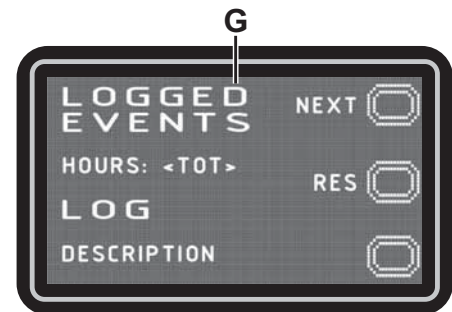 G
LOGGED
EVENTS
NEXT
HOURS: <TOT>
RES
LOG
DESCRIPTION